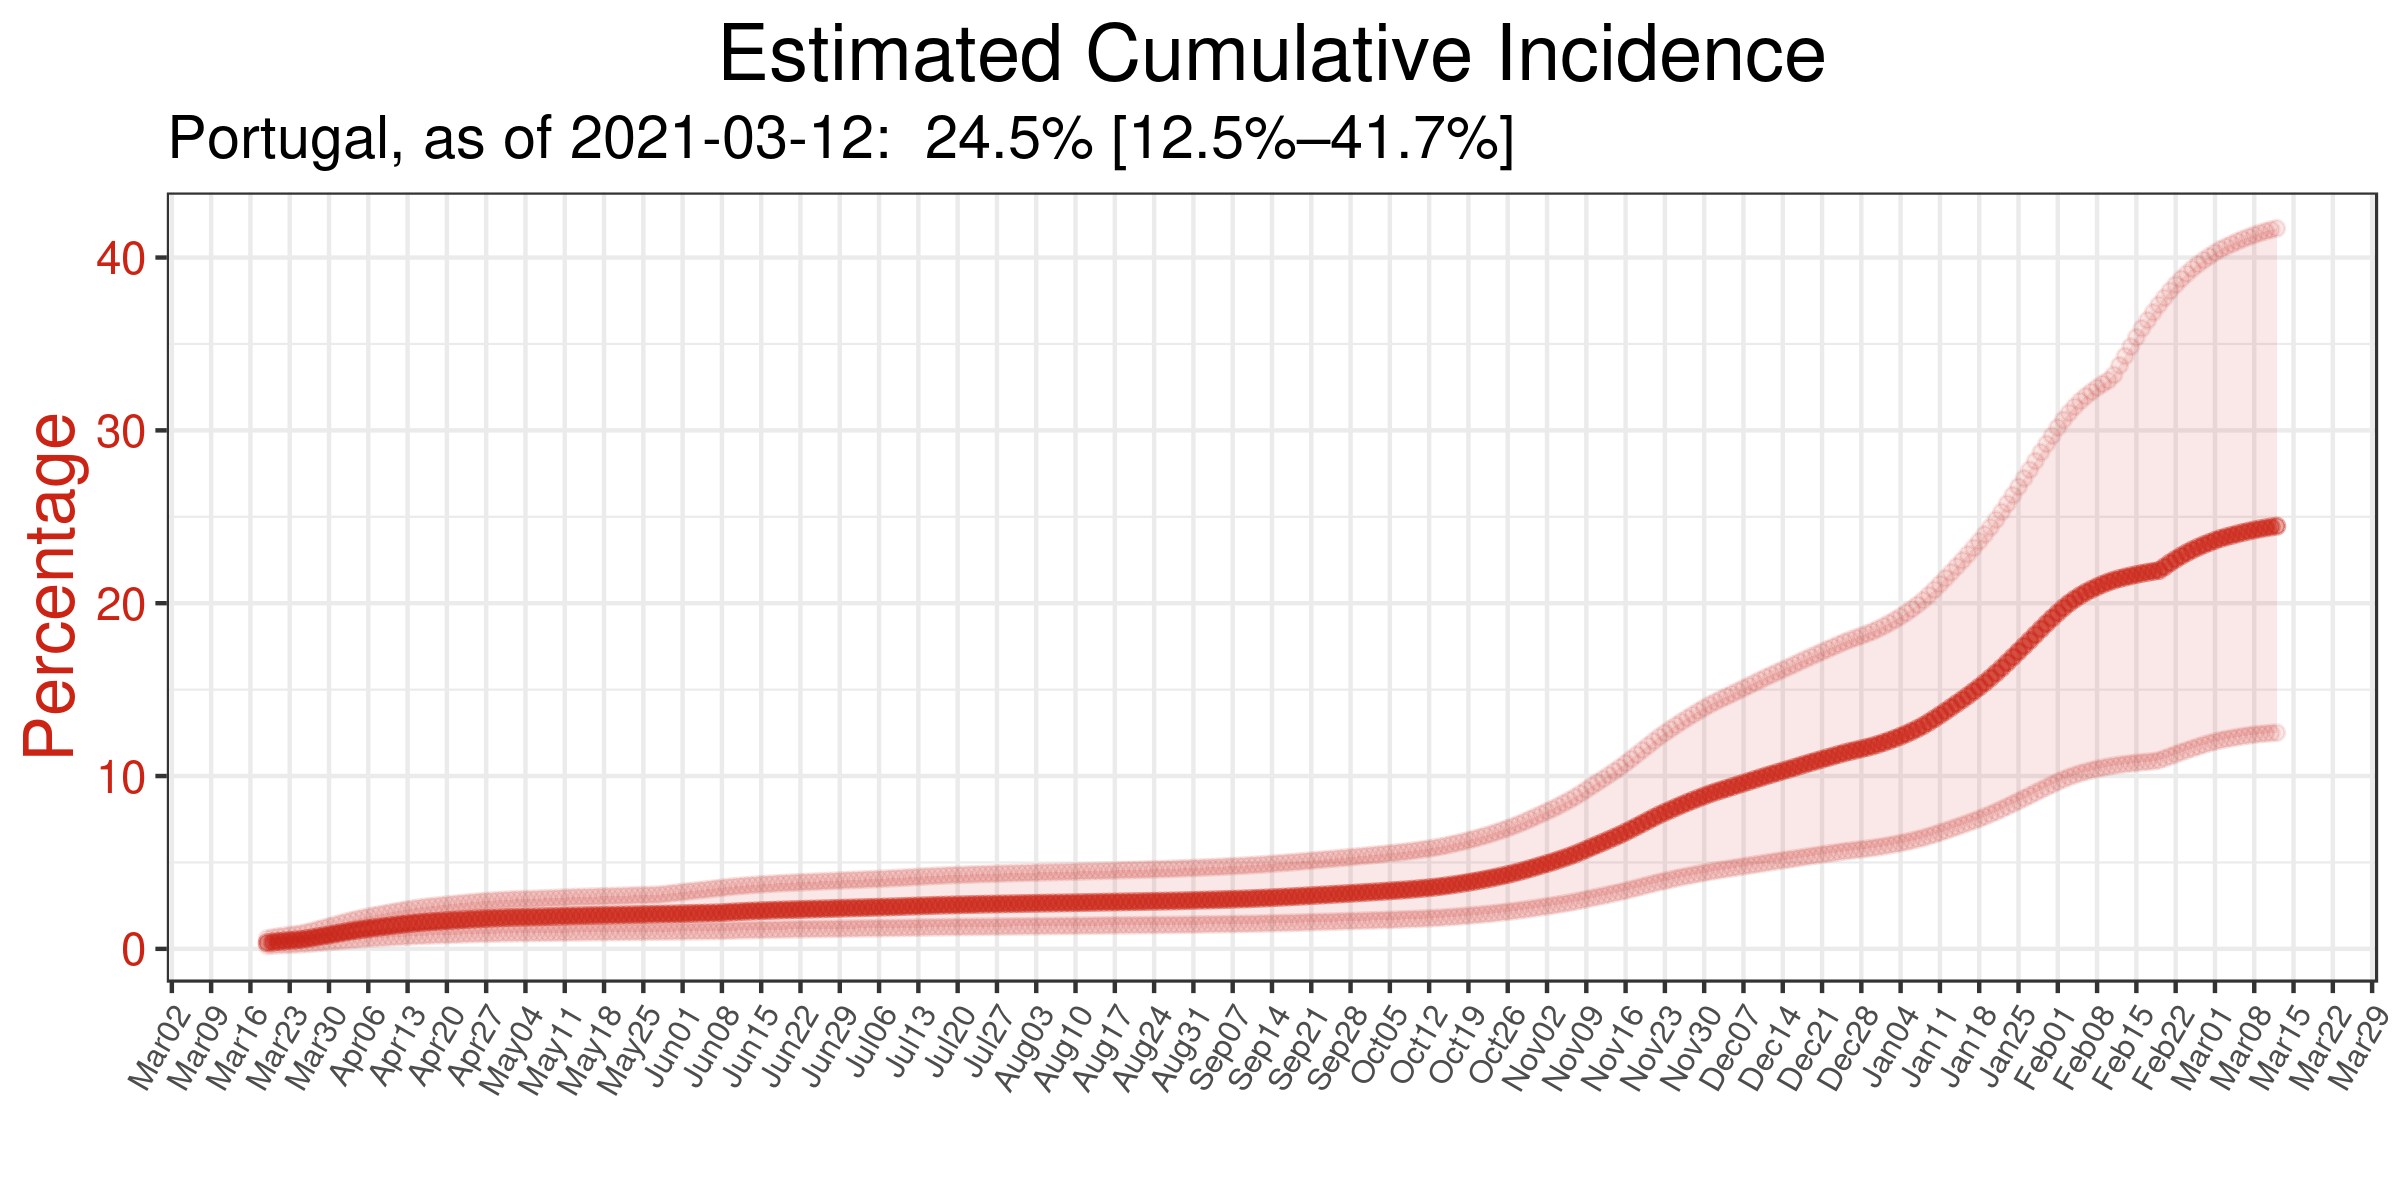 Estimated Cumulative Incidence
Portugal, as of 2021-03-12: 24.5% [12.5%–41.7%]
Percentage
40
30
20
10
0
Mar02 Mar09 Mar16 Mar23 Mar30 Apr06 Apr13 Apr20 Apr27 May04 May11 May18 May25 Jun01 Jun08 Jun15 Jun22 Jun29 Jul06 Jul13 Jul20 Jul27 Aug03 Aug10 Aug17 Aug24 Aug31 Sep07 Sep14 Sep21 Sep28 Oct05 Oct12 Oct19 Oct26 Nov02 Nov09 Nov16 Nov23 Nov30 Dec07 Dec14 Dec21 Dec28 Jan04 Jan11 Jan18 Jan25 Feb01 Feb08 Feb15 Feb22 Mar01 Mar08 Mar15 Mar22 Mar29